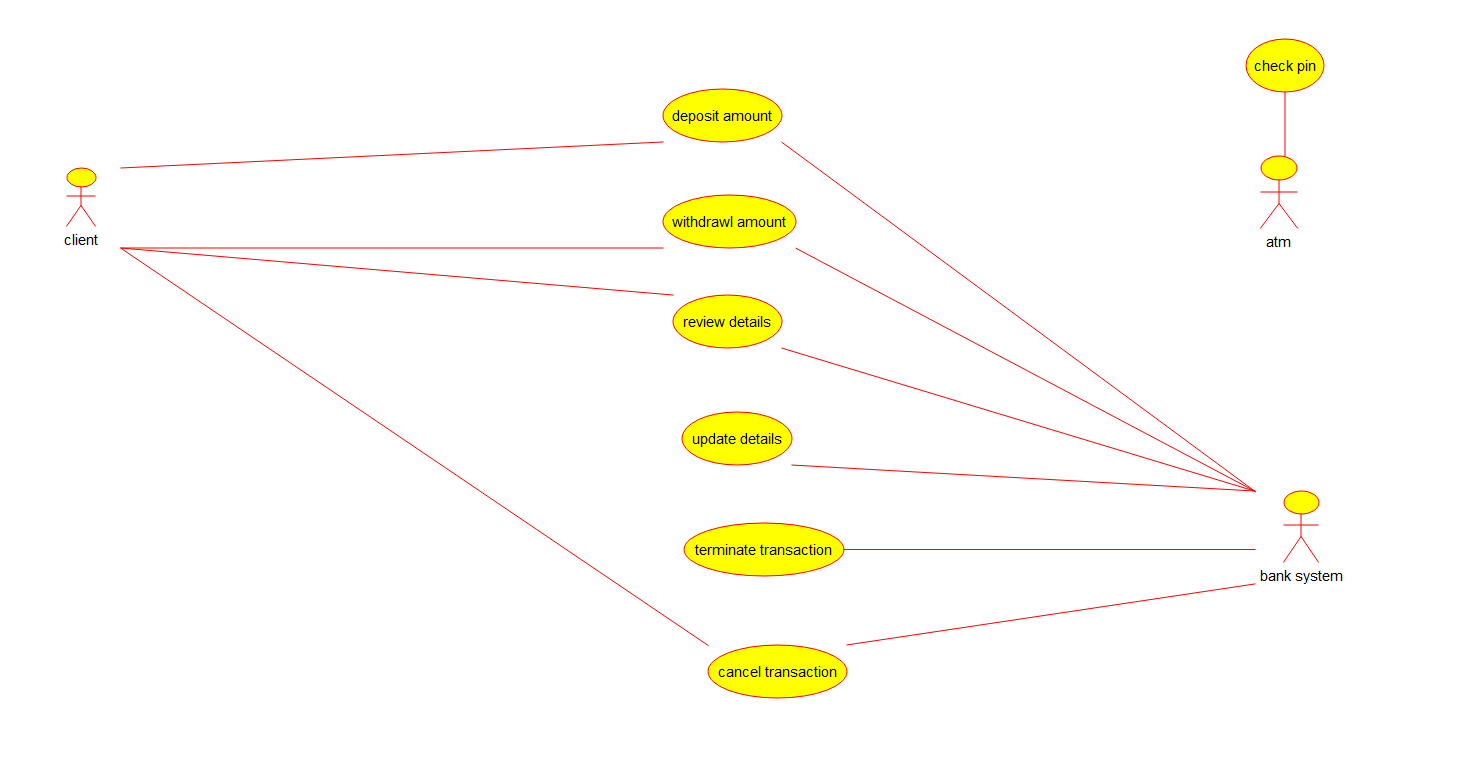 check pin
deposit amount
withdrawl amount
client
atm
review details
update details
terminate transaction
bank system
cancel transaction